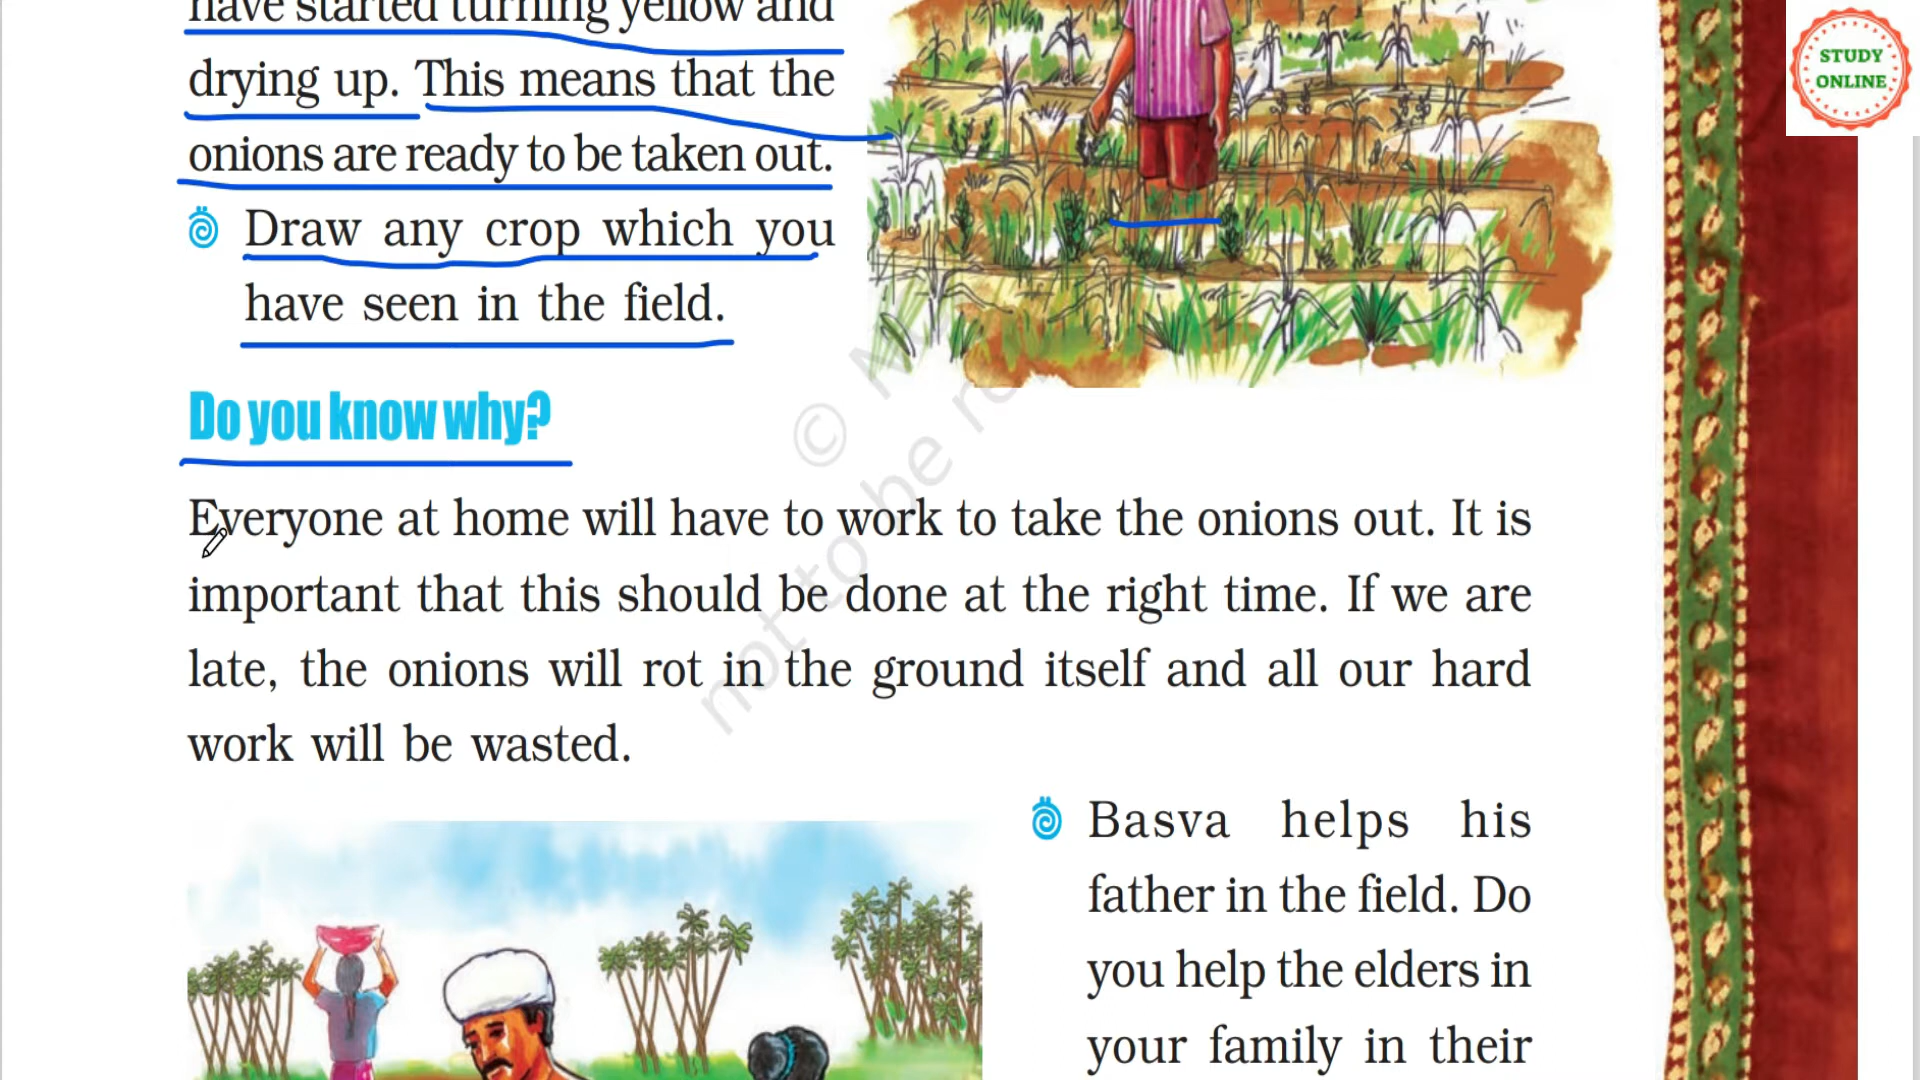 have started turning yellow and
drying up. This means that the
onions are ready to be taken out.
Draw any crop which you
have seen in the field.
Do you know why?
Everyone at home will have to work to take the onions out. It is
important that this should be done at the right time. If we are
late, the onions will rot in the ground itself and all our hard
work will be wasted.
Basva helps his
father in the field. Do
you help the elders in
your family in their
STUDY
ONLINE
© N
not to be re